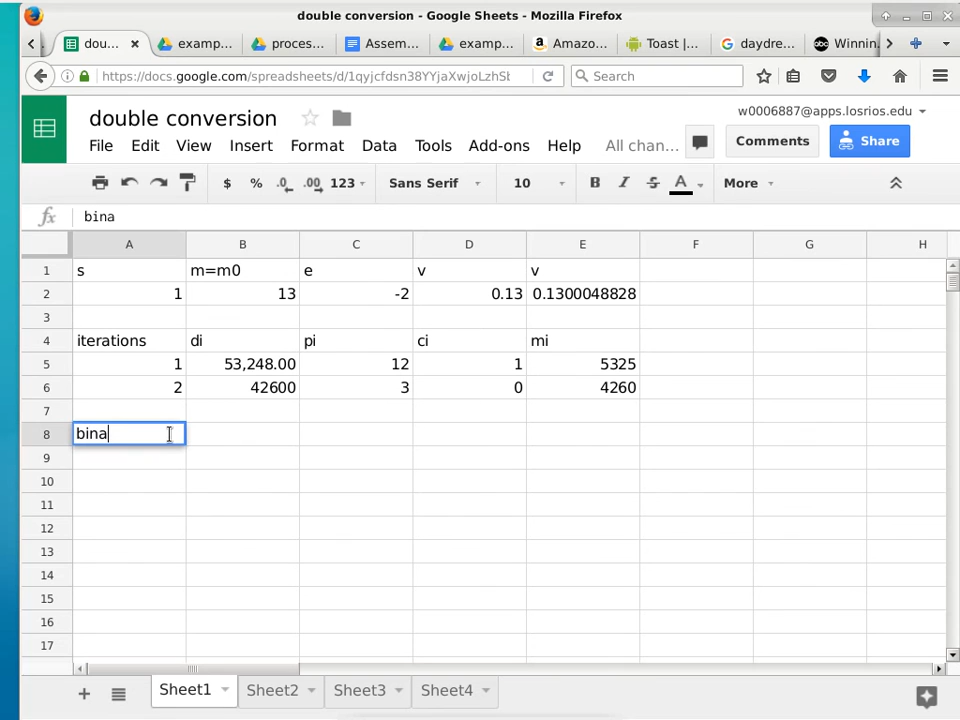 double conversion - Google Sheets - Mozilla Firefox
dou... examp... proces... Assem... examp... Amazo... Toast |... daydre... Winnin.
https://docs.google.com/spreadsheets/d/1qyjcfdsn38YYjaXwjoLzhSt Search
double conversion w0006887@apps.losrios.edu
File Edit View Insert Format Data Tools Add-ons Help All chan... Comments Share
$ % .0 .00 123 Sans Serif 10 B I S A More
fx bina
A B C D E F G H
1 s m=m0 e v v
2 1 13 -2 0.13 0.1300048828
3
4 iterations di pi ci mi
5 1 53,248.00 12 1 5325
6 2 42600 3 0 4260
7
8 bina
9
10
11
12
13
14
15
16
17
+ Sheet1 Sheet2 Sheet3 Sheet4